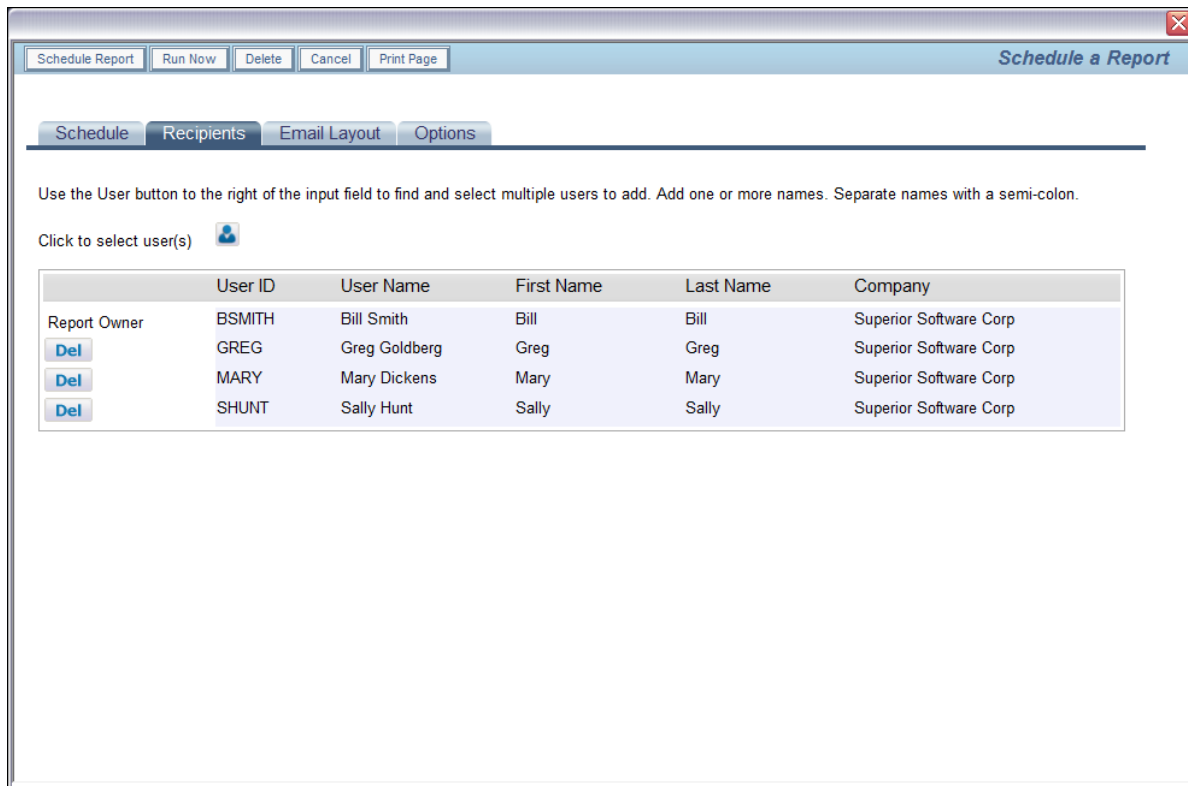 Schedule Report Run Now Delete Cancel Print Page Schedule a Report
Schedule Recipients Email Layout Options
Use the User button to the right of the input field to find and select multiple users to add. Add one or more names. Separate names with a semi-colon.
Click to select user(s)
User ID User Name First Name Last Name Company
Report Owner BSMITH Bill Smith Bill Bill Superior Software Corp
Del GREG Greg Goldberg Greg Greg Superior Software Corp
Del MARY Mary Dickens Mary Mary Superior Software Corp
Del SHUNT Sally Hunt Sally Sally Superior Software Corp